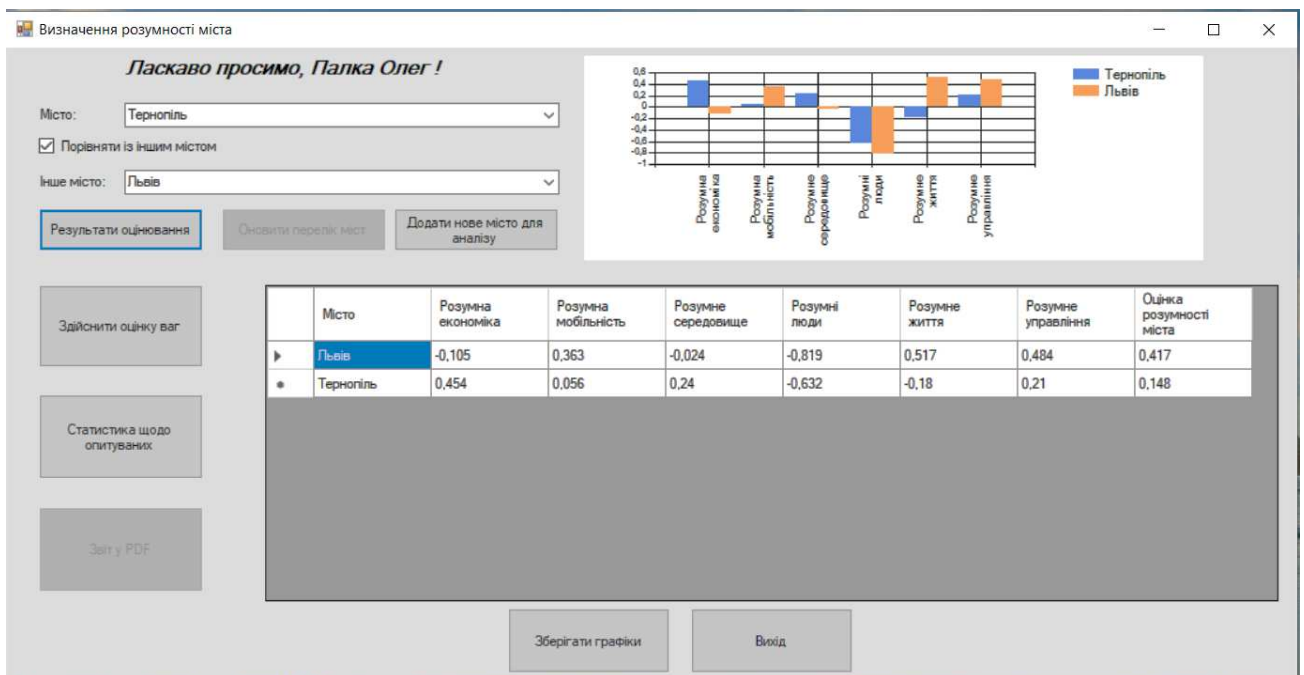 Визначення розумності міста
Ласкаво просимо, Палка Олег !
Місто:
Тернопіль
Порівняти із іншим містом
Інше місто:
Львів
Результати оцінювання
Оновити перелік міст
Додати нове місто для
аналізу
0,6
0,4
0,2
0
-0,2
-0,4
-0,6
-0,8
-1
Розумна
економіка
Розумна
мобільність
Розумне
середовище
Розумні
люди
Розумне
життя
Розумне
управління
Тернопіль
Львів
Здійснити оцінку ваг
Статистика щодо
опитуваних
Звіт у PDF
Місто
Розумна
економіка
Розумна
мобільність
Розумне
середовище
Розумні
люди
Розумне
життя
Розумне
управління
Оцінка
розумності
міста
Львів -0,105 0,363 -0,024 -0,819 0,517 0,484 0,417
Тернопіль 0,454 0,056 0,24 -0,632 -0,18 0,21 0,148
Зберігати графіки
Вихід